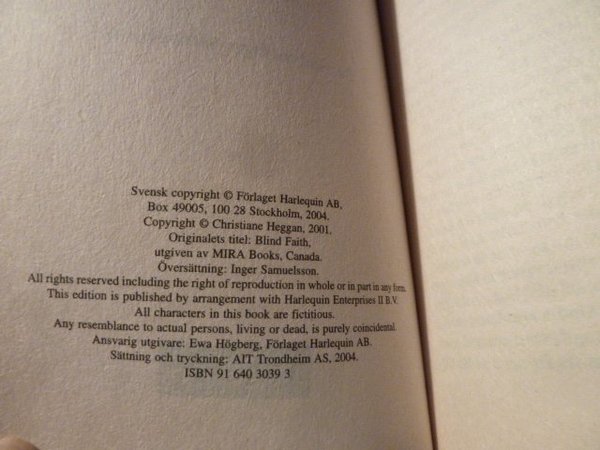 Svensk copyright © Förlaget Harlequin AB,
Box 49005, 100 28 Stockholm, 2004.
Copyright © Christiane Heggan, 2001.
Originalets titel: Blind Faith,
utgiven av MIRA Books, Canada.
Översättning: Inger Samuelsson.
All rights reserved including the right of reproduction in whole or in part in any form.
This edition is published by arrangement with Harlequin Enterprises II B.V.
All characters in this book are fictitious.
Any resemblance to actual persons, living or dead, is purely coincidental.
Ansvarig utgivare: Ewa Högberg, Förlaget Harlequin AB.
Sättning och tryckning: AIT Trondheim AS, 2004.
ISBN 91 640 3039 3